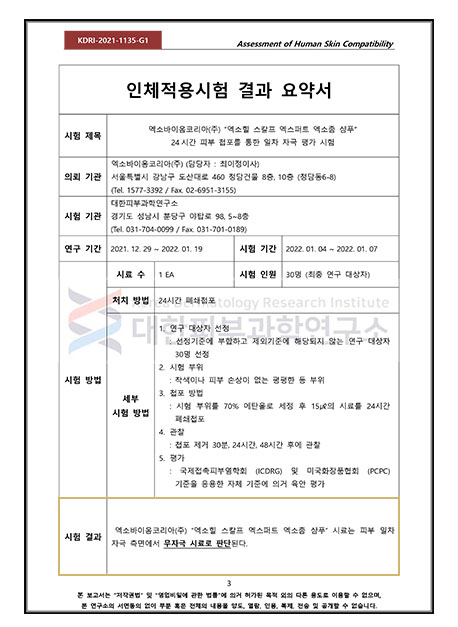 KDRI-2021-1135-G1
Assessment of Human Skin Compatibility
인체적용시험 결과 요약서
시험 제목
엑소바이옴코리아(주) "엑소힐 스칼프 엑스퍼트 엑소좀 샴푸"
24시간 피부 첩포를 통한 일차 자극 평가 시험
의뢰 기관
엑소바이옴코리아(주) (담당자 : 최이정이사)
서울특별시 강남구 도산대로 460 청담건물 8층, 10층 (청담동6-8)
(Tel. 1577-3392 / Fax. 02-6951-3155)
시험 기관
대한피부과학연구소
경기도 성남시 분당구 야탑로 98, 5~8층
(Tel. 031-704-0099 / Fax. 031-701-0189)
연구 기간
2021. 12. 29 ~ 2022. 01. 19
시험 기간
2022. 01. 04 ~ 2022. 01. 07
시험 방법
시료 수
1 EA
시험 인원
30명 (최종 연구 대상자)
처치 방법
24시간 폐쇄첩포
Dermatology Research Institute
대한피부과학연구소
세부
시험 방법
1. 연구 대상자 선정
: 선정기준에 부합하고 제외기준에 해당되지 않는 연구 대상자
30명 선정
2. 시험 부위
: 착색이나 피부 손상이 없는 평평한 등 부위
3. 첩포 방법
: 시험 부위를 70% 에탄올로 세정 후 15㎕의 시료를 24시간
폐쇄첩포
4. 관찰
: 첩포 제거 30분, 24시간, 48시간 후에 관찰
5. 평가
: 국제접촉피부염학회 (ICDRG) 및 미국화장품협회 (PCPC)
기준을 응용한 자체 기준에 의거 육안 평가
시험 결과
엑소바이옴코리아(주) "엑소힐 스칼프 엑스퍼트 엑소좀 샴푸" 시료는 피부 일차
자극 측면에서 무자극 시료로 판단된다.
3
본 보고서는 "저작권법" 및 "영업비밀에 관한 법률"에 의거 허가된 목적 외의 다른 용도로 이용할 수 없으며,
본 연구소의 서면동의 없이 부분 혹은 전체의 내용을 양도, 열람, 인용, 복제, 전송 및 공개할 수 없습니다.